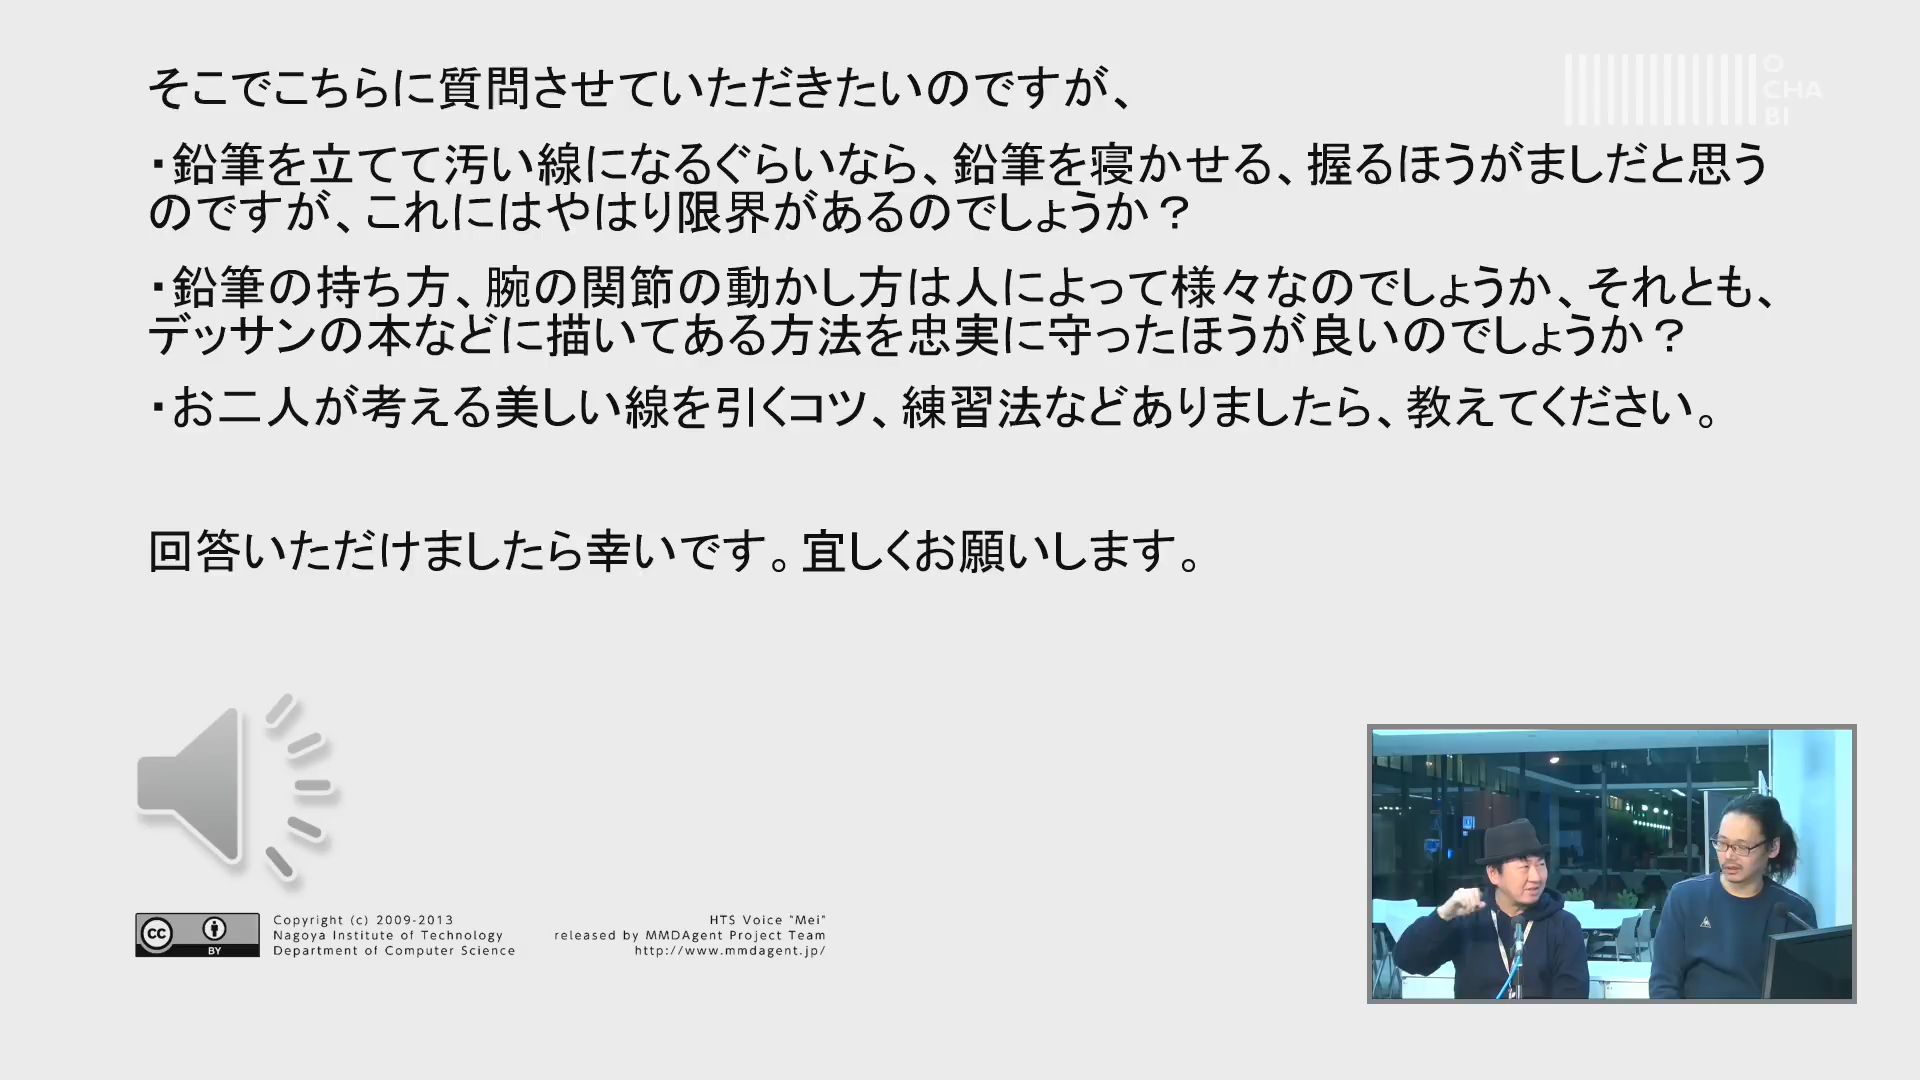 そこでこちらに質問させていただきたいのですが、
・鉛筆を立てて汚い線になるぐらいなら、鉛筆を寝かせる、握るほうがましだと思う
のですが、これにはやはり限界があるのでしょうか？
・鉛筆の持ち方、腕の関節の動かし方は人によって様々なのでしょうか、それとも、
デッサンの本などに描いてある方法を忠実に守ったほうが良いのでしょうか？
・お二人が考える美しい線を引くコツ、練習法などありましたら、教えてください。
回答いただけましたら幸いです。宜しくお願いします。
O
CHA
BI
cc
BY
Copyright (c) 2009-2013
Nagoya Institute of Technology
Department of Computer Science
HTS Voice "Mei"
released by MMDAgent Project Team
http://www.mmdagent.jp/